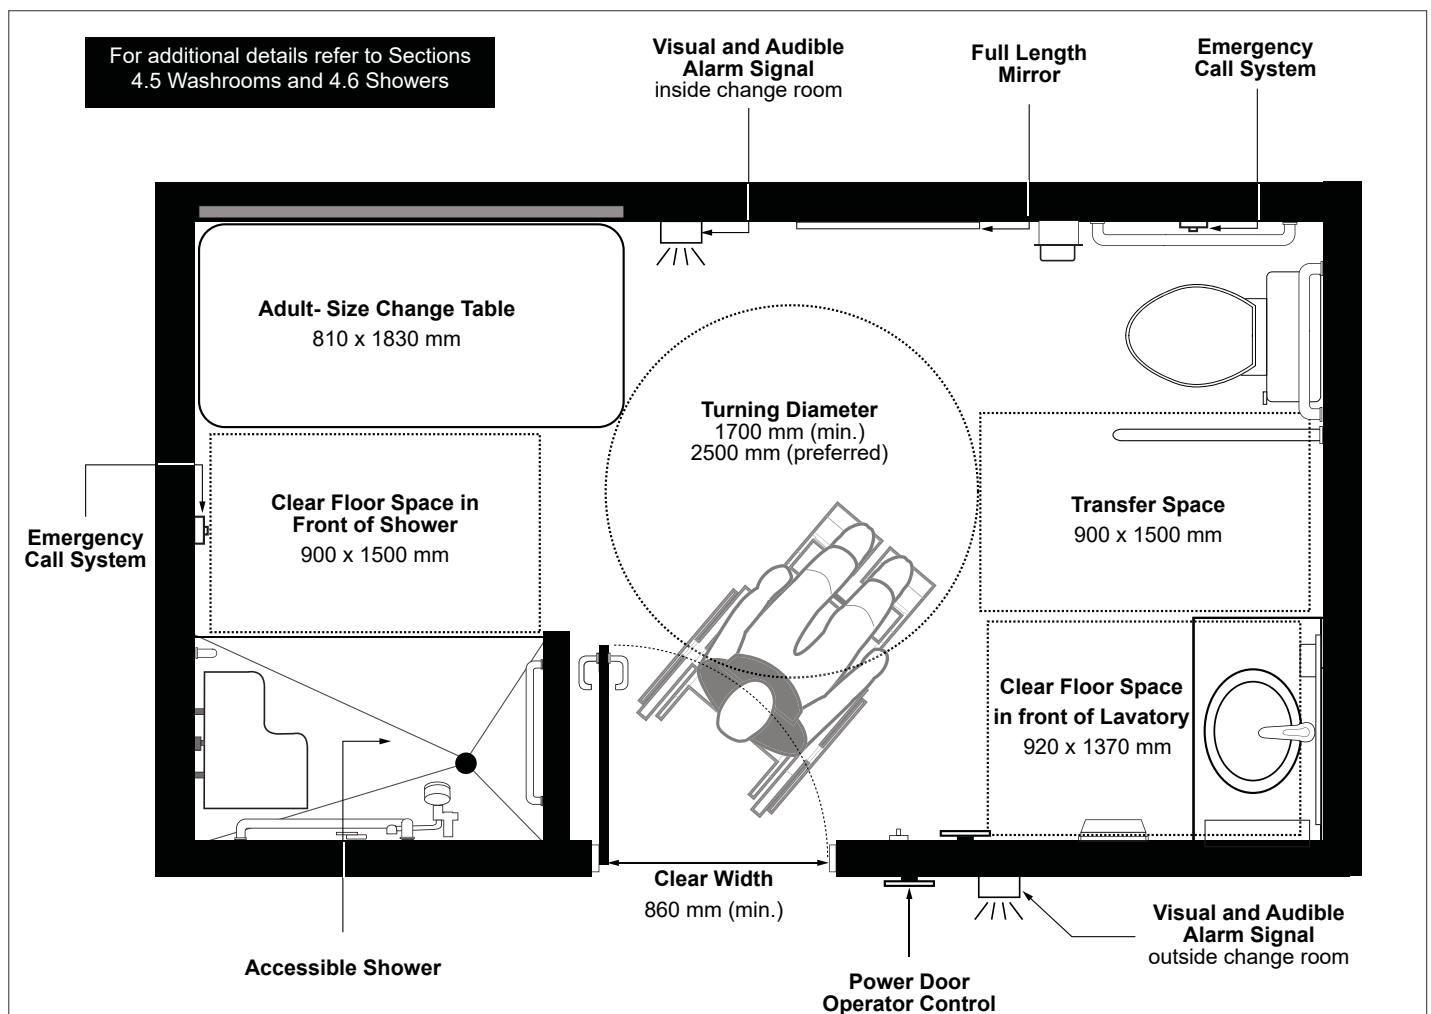 For additional details refer to Sections
4.5 Washrooms and 4.6 Showers
Visual and Audible
Alarm Signal
inside change room
Full Length
Mirror
Emergency
Call System
Adult- Size Change Table
810 x 1830 mm
Turning Diameter
1700 mm (min.)
2500 mm (preferred)
Clear Floor Space in
Front of Shower
900 x 1500 mm
Transfer Space
900 x 1500 mm
Emergency
Call System
Clear Floor Space
in front of Lavatory
920 x 1370 mm
Clear Width
860 mm (min.)
Visual and Audible
Alarm Signal
outside change room
Accessible Shower
Power Door
Operator Control